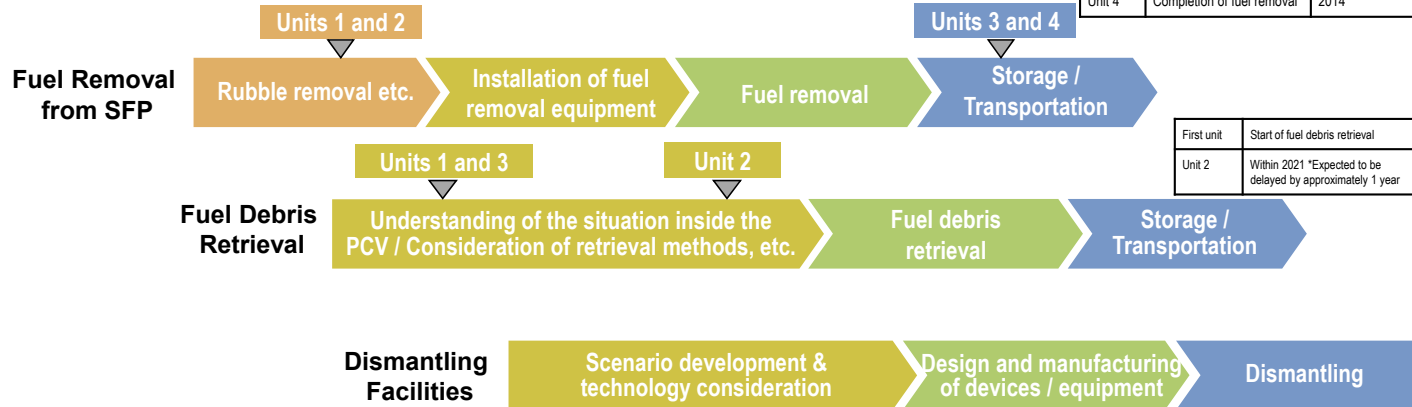 Unit 4 Completion of fuel removal 2014
Units 1 and 2
Units 3 and 4
Fuel Removal
from SFP
Rubble removal etc.
Installation of fuel
removal equipment
Fuel removal
Storage /
Transportation
First unit Start of fuel debris retrieval
Unit 2 Within 2021 *Expected to be
delayed by approximately 1 year
Units 1 and 3
Unit 2
Fuel Debris
Retrieval
Understanding of the situation inside the
PCV / Consideration of retrieval methods, etc.
Fuel debris
retrieval
Storage /
Transportation
Dismantling
Facilities
Scenario development &
technology consideration
Design and manufacturing
of devices / equipment
Dismantling